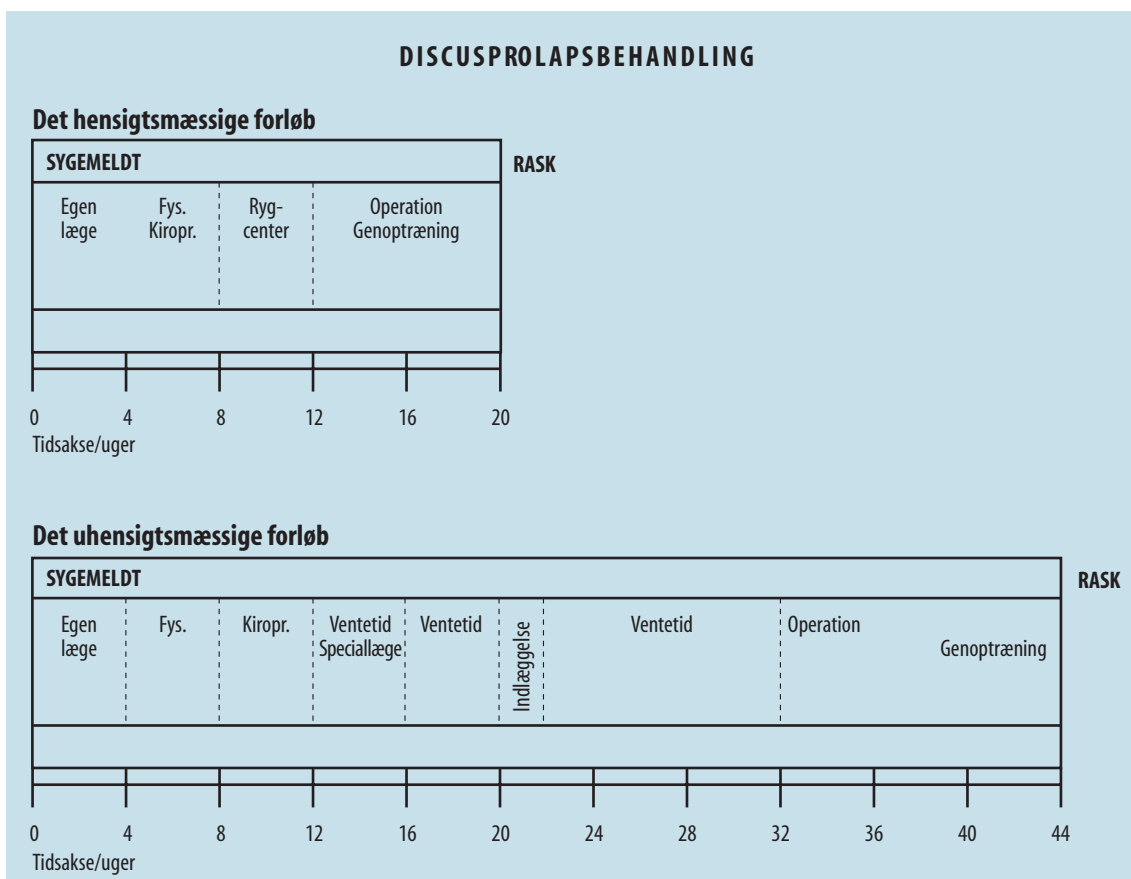 DISCUSPROLAPSBEHANDLING
Det hensigtsmæssige forløb
SYGEMELDT
RASK
Egen
læge
Fys.
Kiropr.
Ryg-
center
Operation
Genoptræning
0 4 8 12 16 20
Tidsakse/uger
Det uhensigtsmæssige forløb
SYGEMELDT
RASK
Egen
læge
Fys.
Kiropr.
Ventetid
Speciallæge
Ventetid
Indlæggelse
Ventetid
Operation
Genoptræning
0 4 8 12 16 20 24 28 32 36 40 44
Tidsakse/uger